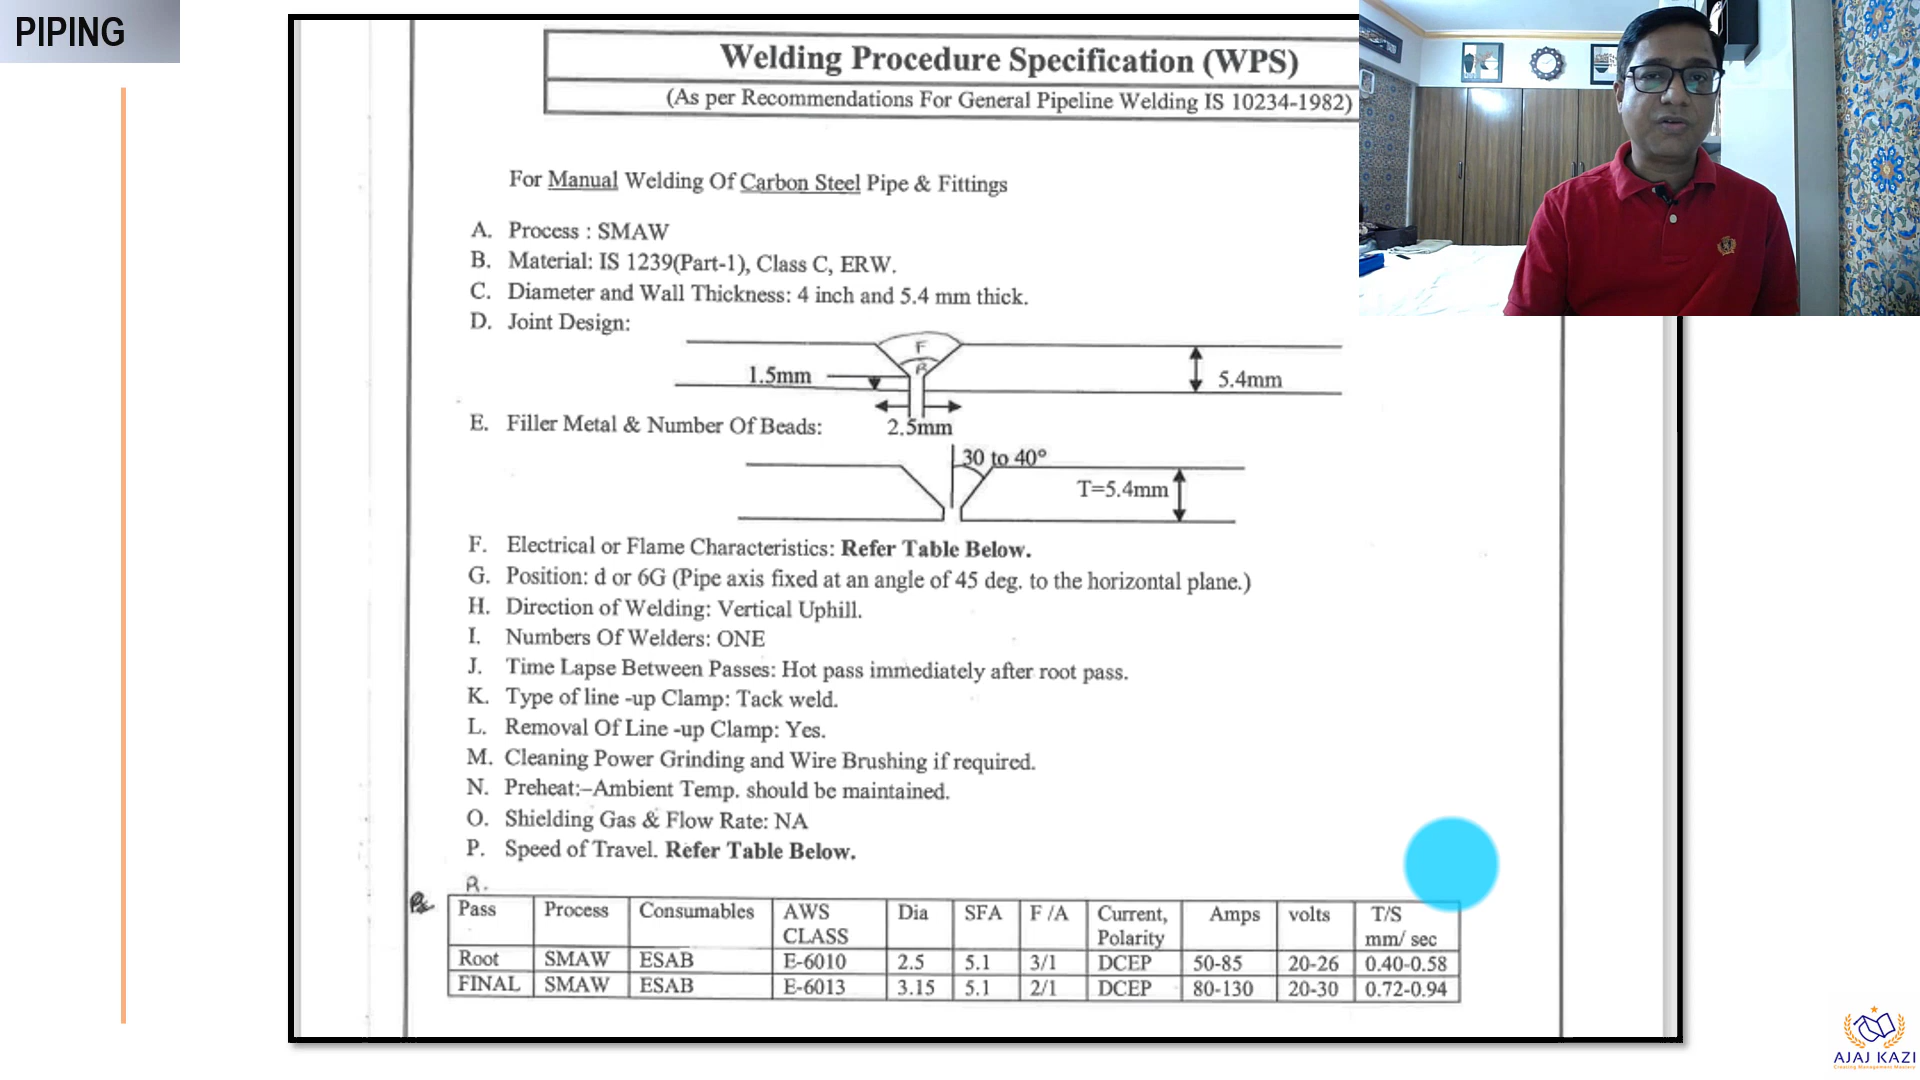 PIPING
Welding Procedure Specification (WPS)
(As per Recommendations For General Pipeline Welding IS 10234-1982)
For Manual Welding Of Carbon Steel Pipe & Fittings
A. Process : SMAW
B. Material: IS 1239(Part-1), Class C, ERW.
C. Diameter and Wall Thickness: 4 inch and 5.4 mm thick.
D. Joint Design:
F
R
1.5mm
5.4mm
E. Filler Metal & Number Of Beads:
2.5mm
30 to 40°
T=5.4mm
F. Electrical or Flame Characteristics: Refer Table Below.
G. Position: d or 6G (Pipe axis fixed at an angle of 45 deg. to the horizontal plane.)
H. Direction of Welding: Vertical Uphill.
I. Numbers Of Welders: ONE
J. Time Lapse Between Passes: Hot pass immediately after root pass.
K. Type of line -up Clamp: Tack weld.
L. Removal Of Line -up Clamp: Yes.
M. Cleaning Power Grinding and Wire Brushing if required.
N. Preheat:–Ambient Temp. should be maintained.
O. Shielding Gas & Flow Rate: NA
P. Speed of Travel. Refer Table Below.
R.
Pass Process Consumables AWS CLASS Dia SFA F /A Current, Polarity Amps volts T/S mm/ sec
Root SMAW ESAB E-6010 2.5 5.1 3/1 DCEP 50-85 20-26 0.40-0.58
FINAL SMAW ESAB E-6013 3.15 5.1 2/1 DCEP 80-130 20-30 0.72-0.94
AJAJ KAZI
Creating Management Masters